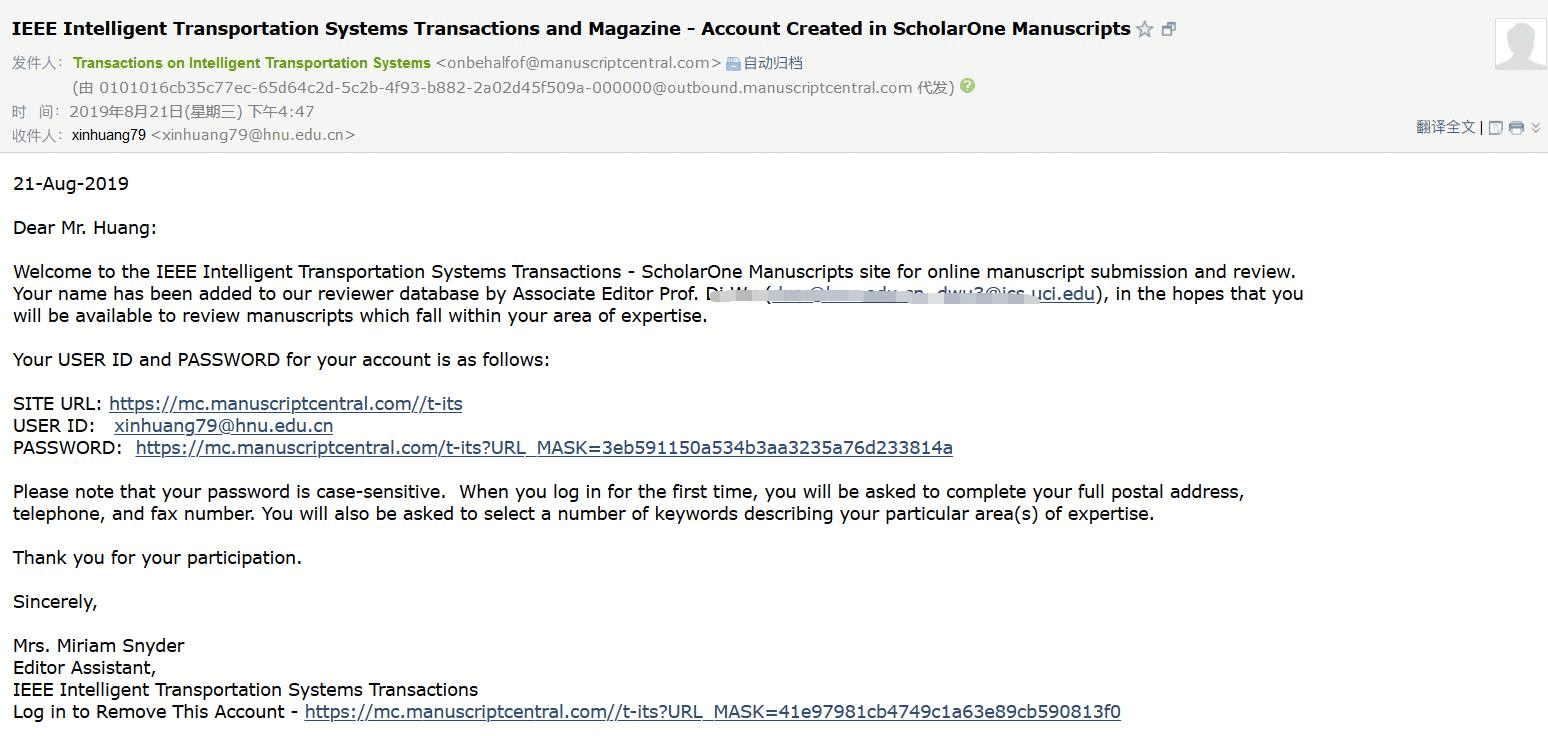 IEEE Intelligent Transportation Systems Transactions and Magazine - Account Created in ScholarOne Manuscripts
发件人: Transactions on Intelligent Transportation Systems <onbehalfof@manuscriptcentral.com> 自动归档
(由 0101016cb35c77ec-65d64c2d-5c2b-4f93-b882-2a02d45f509a-000000@outbound.manuscriptcentral.com 代发)
时 间: 2019年8月21日(星期三) 下午4:47
收件人: xinhuang79 <xinhuang79@hnu.edu.cn>
翻译全文 |
21-Aug-2019
Dear Mr. Huang:
Welcome to the IEEE Intelligent Transportation Systems Transactions - ScholarOne Manuscripts site for online manuscript submission and review.
Your name has been added to our reviewer database by Associate Editor Prof. ( uci.edu), in the hopes that you
will be available to review manuscripts which fall within your area of expertise.
Your USER ID and PASSWORD for your account is as follows:
SITE URL: https://mc.manuscriptcentral.com//t-its
USER ID: xinhuang79@hnu.edu.cn
PASSWORD: https://mc.manuscriptcentral.com/t-its?URL_MASK=3eb591150a534b3aa3235a76d233814a
Please note that your password is case-sensitive. When you log in for the first time, you will be asked to complete your full postal address,
telephone, and fax number. You will also be asked to select a number of keywords describing your particular area(s) of expertise.
Thank you for your participation.
Sincerely,
Mrs. Miriam Snyder
Editor Assistant,
IEEE Intelligent Transportation Systems Transactions
Log in to Remove This Account - https://mc.manuscriptcentral.com//t-its?URL_MASK=41e97981cb4749c1a63e89cb590813f0